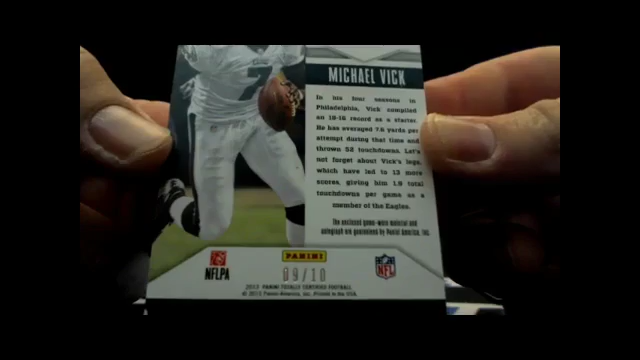 7
MICHAEL VICK
In his four seasons in
Philadelphia, Vick compiled
an 18-16 record as a starter.
He has averaged 7.6 yards per
attempt during that time and
thrown 52 touchdowns. Let's
not forget about Vick's legs,
which have led to 13 more
scores, giving him 1.9 total
touchdowns per game as a
member of the Eagles.
The enclosed game-worn material and
autograph are guaranteed by Panini America, Inc.
NFLPA
PANINI
NFL
09/10
2013 PANINI TOTALLY CERTIFIED FOOTBALL
© 2013 Panini America, Inc. Printed in the USA.